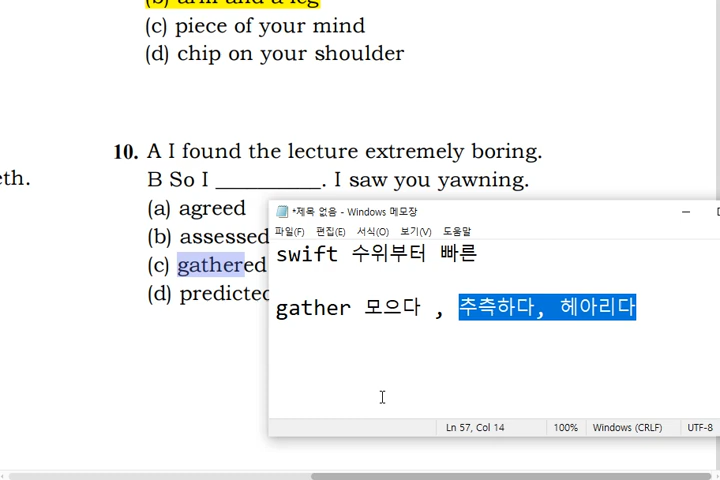 (b) arm and a leg
(c) piece of your mind
(d) chip on your shoulder
eth.
10. A I found the lecture extremely boring.
B So I __________. I saw you yawning.
(a) agreed
(b) assessed
(c) gathered
(d) predicted
*제목 없음 - Windows 메모장
파일(F) 편집(E) 서식(O) 보기(V) 도움말
swift 수위부터 빠른
gather 모으다 , 추측하다, 헤아리다
Ln 57, Col 14 100% Windows (CRLF) UTF-8